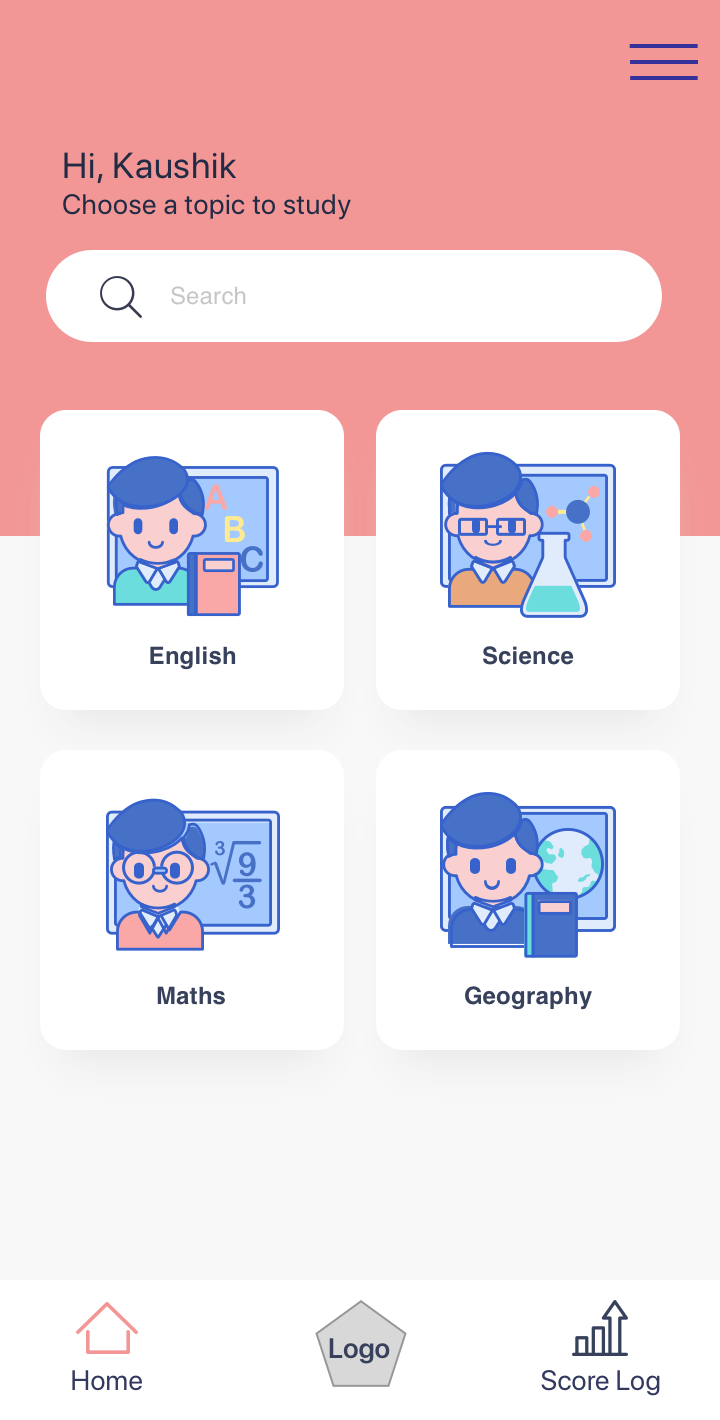 Hi, Kaushik
Choose a topic to study
Search
A
B
C
English
Science
3√9/3
Maths
Geography
Home
Logo
Score Log